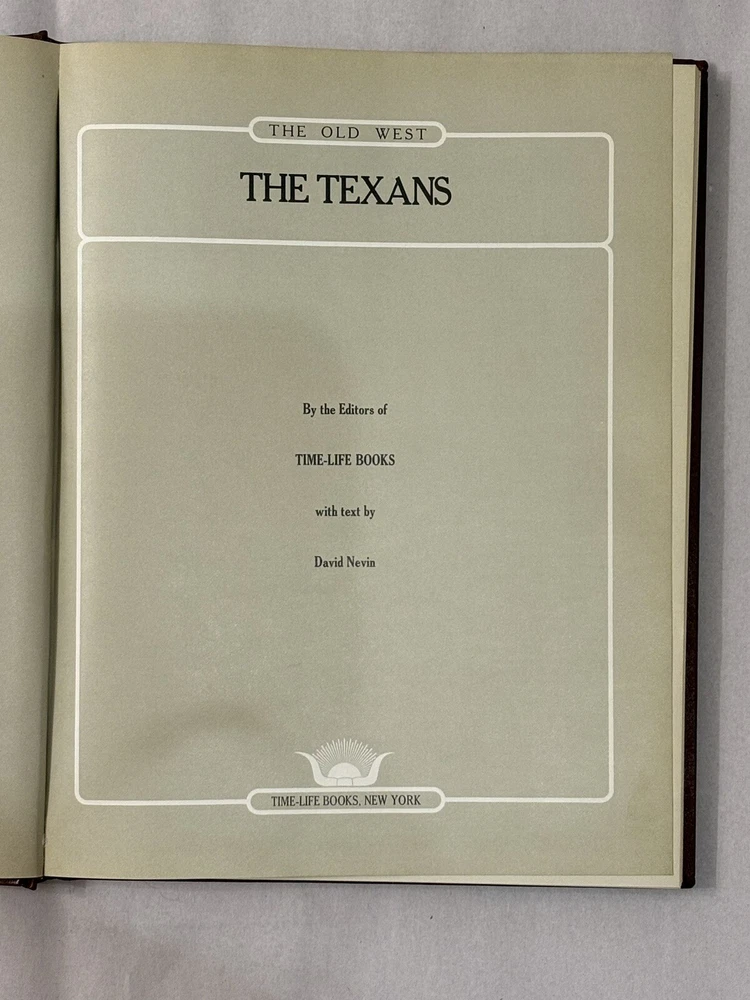 THE OLD WEST
THE TEXANS
By the Editors of
TIME-LIFE BOOKS
with text by
David Nevin
TIME-LIFE BOOKS, NEW YORK